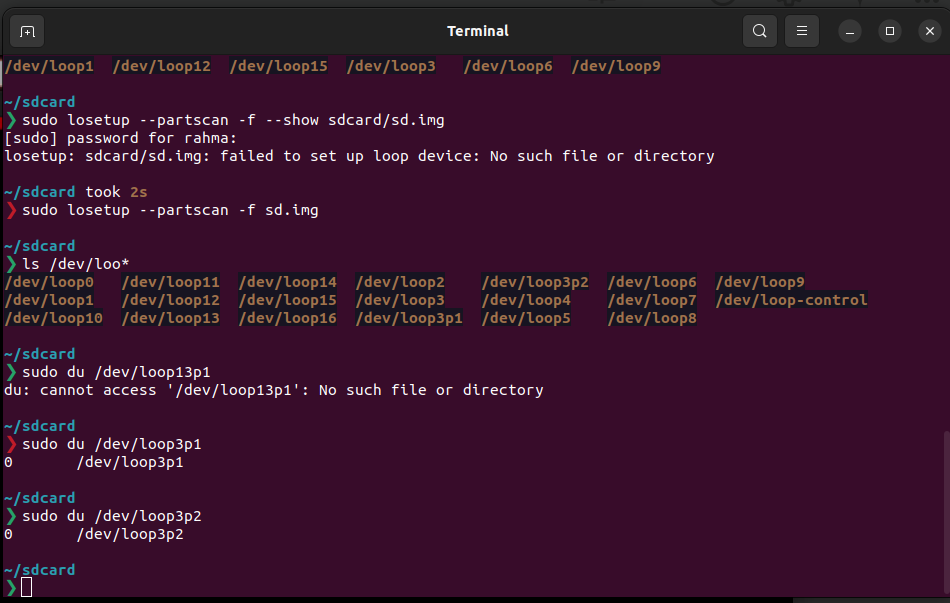 Terminal
/dev/loop1 /dev/loop12 /dev/loop15 /dev/loop3 /dev/loop6 /dev/loop9
~/sdcard
❯ sudo losetup --partscan -f --show sdcard/sd.img
[sudo] password for rahma:
losetup: sdcard/sd.img: failed to set up loop device: No such file or directory
~/sdcard took 2s
❯ sudo losetup --partscan -f sd.img
~/sdcard
❯ ls /dev/loo*
/dev/loop0 /dev/loop11 /dev/loop14 /dev/loop2 /dev/loop3p2 /dev/loop6 /dev/loop9
/dev/loop1 /dev/loop12 /dev/loop15 /dev/loop3 /dev/loop4 /dev/loop7 /dev/loop-control
/dev/loop10 /dev/loop13 /dev/loop16 /dev/loop3p1 /dev/loop5 /dev/loop8
~/sdcard
❯ sudo du /dev/loop13p1
du: cannot access '/dev/loop13p1': No such file or directory
~/sdcard
❯ sudo du /dev/loop3p1
0 /dev/loop3p1
~/sdcard
❯ sudo du /dev/loop3p2
0 /dev/loop3p2
~/sdcard
❯